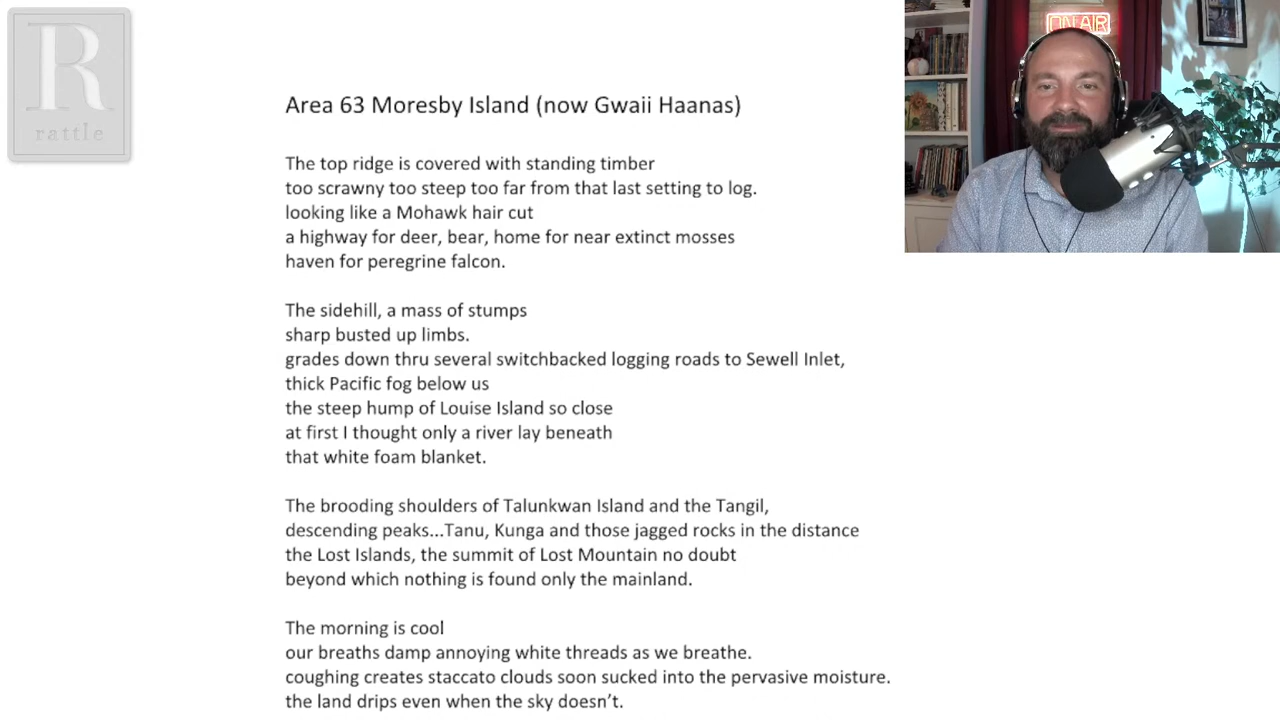 R
rattle
ON AIR
Area 63 Moresby Island (now Gwaii Haanas)
The top ridge is covered with standing timber
too scrawny too steep too far from that last setting to log.
looking like a Mohawk hair cut
a highway for deer, bear, home for near extinct mosses
haven for peregrine falcon.
The sidehill, a mass of stumps
sharp busted up limbs.
grades down thru several switchbacked logging roads to Sewell Inlet,
thick Pacific fog below us
the steep hump of Louise Island so close
at first I thought only a river lay beneath
that white foam blanket.
The brooding shoulders of Talunkwan Island and the Tangil,
descending peaks...Tanu, Kunga and those jagged rocks in the distance
the Lost Islands, the summit of Lost Mountain no doubt
beyond which nothing is found only the mainland.
The morning is cool
our breaths damp annoying white threads as we breathe.
coughing creates staccato clouds soon sucked into the pervasive moisture.
the land drips even when the sky doesn't.